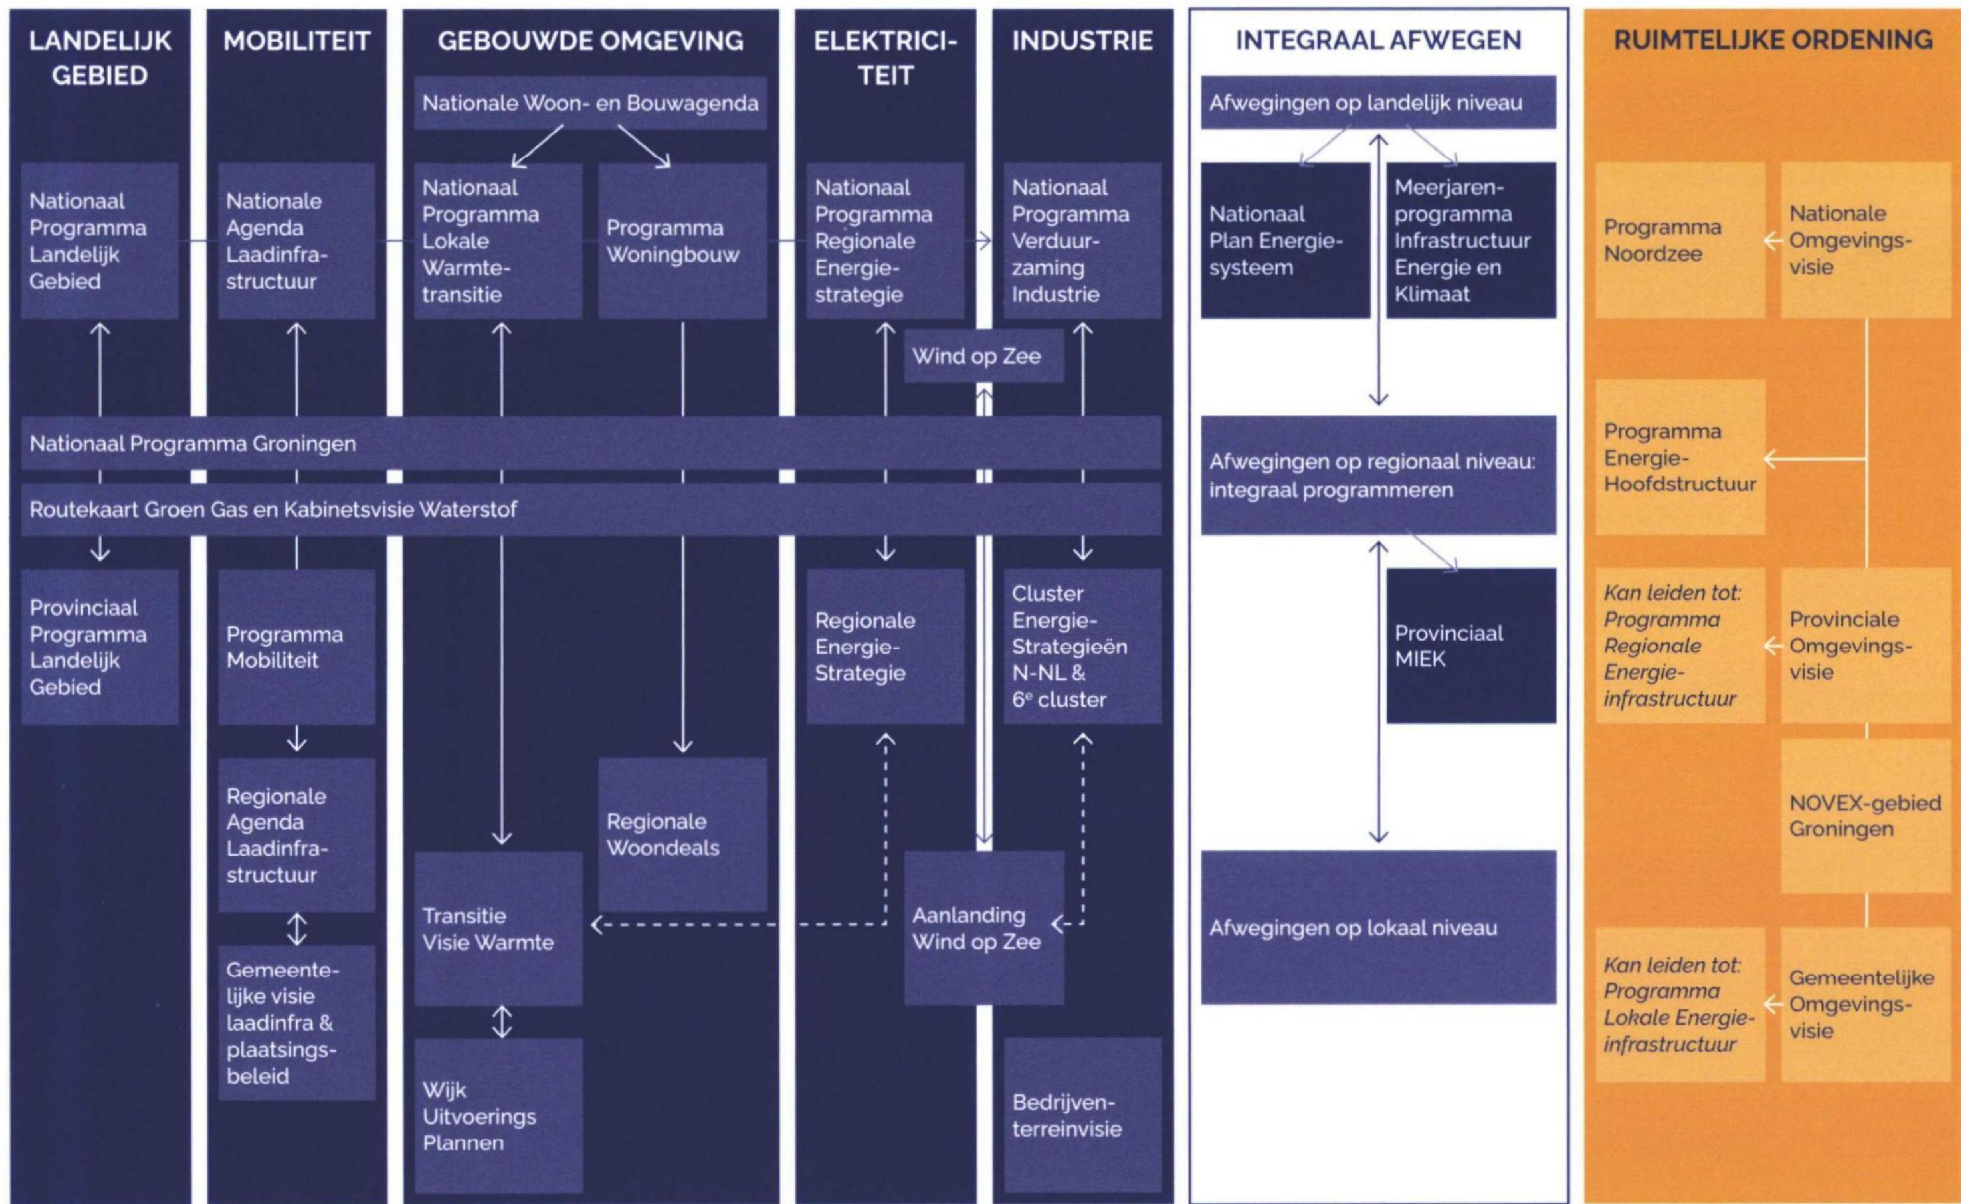 LANDELIJK
GEBIED
Nationaal
Programma
Landelijk
Gebied
Provinciaal
Programma
Landelijk
Gebied
MOBILITEIT
Nationale
Agenda
Laadinfra-
structuur
Programma
Mobiliteit
Regionale
Agenda
Laadinfra-
structuur
Gemeente-
lijke visie
laadinfra &
plaatsings-
beleid
GEBOUWDE OMGEVING
Nationale Woon- en Bouwagenda
Nationaal
Programma
Lokale
Warmte-
transitie
Programma
Woningbouw
Regionale
Woondeals
Transitie
Visie Warmte
Wijk
Uitvoerings
Plannen
ELEKTRICI-
TEIT
Nationaal
Programma
Regionale
Energie-
strategie
Wind op Zee
Regionale
Energie-
Strategie
Aanlanding
Wind op Zee
INDUSTRIE
Nationaal
Programma
Verduur-
zaming
Industrie
Cluster
Energie-
Strategieën
N-NL &
6e cluster
Bedrijven-
terreinvisie
Nationaal Programma Groningen
Routekaart Groen Gas en Kabinetsvisie Waterstof
INTEGRAAL AFWEGEN
Afwegingen op landelijk niveau
Nationaal
Plan Energie-
systeem
Meerjaren-
programma
Infrastructuur
Energie en
Klimaat
Afwegingen op regionaal niveau:
integraal programmeren
Provinciaal
MIEK
Afwegingen op lokaal niveau
RUIMTELIJKE ORDENING
Programma
Noordzee
Nationale
Omgevings-
visie
Programma
Energie-
Hoofdstructuur
Kan leiden tot:
Programma
Regionale
Energie-
infrastructuur
Provinciale
Omgevings-
visie
NOVEX-gebied
Groningen
Kan leiden tot:
Programma
Lokale Energie-
infrastructuur
Gemeentelijke
Omgevings-
visie